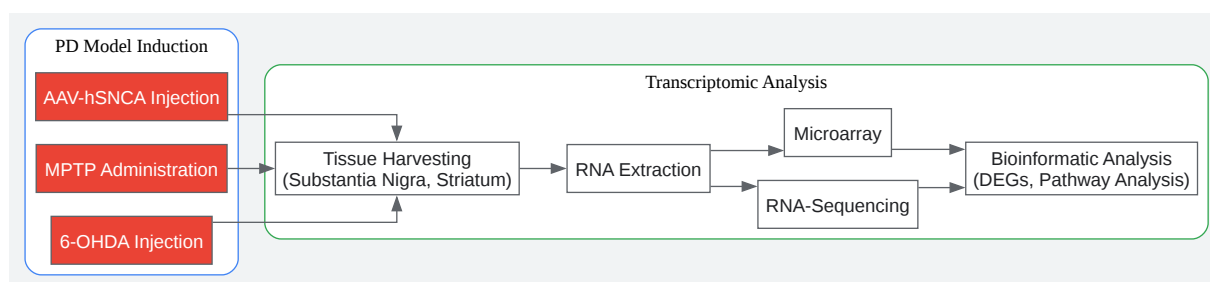 PD Model Induction
AAV-hSNCA Injection
MPTP Administration
6-OHDA Injection
Transcriptomic Analysis
Tissue Harvesting
(Substantia Nigra, Striatum)
RNA Extraction
Microarray
RNA-Sequencing
Bioinformatic Analysis
(DEGs, Pathway Analysis)